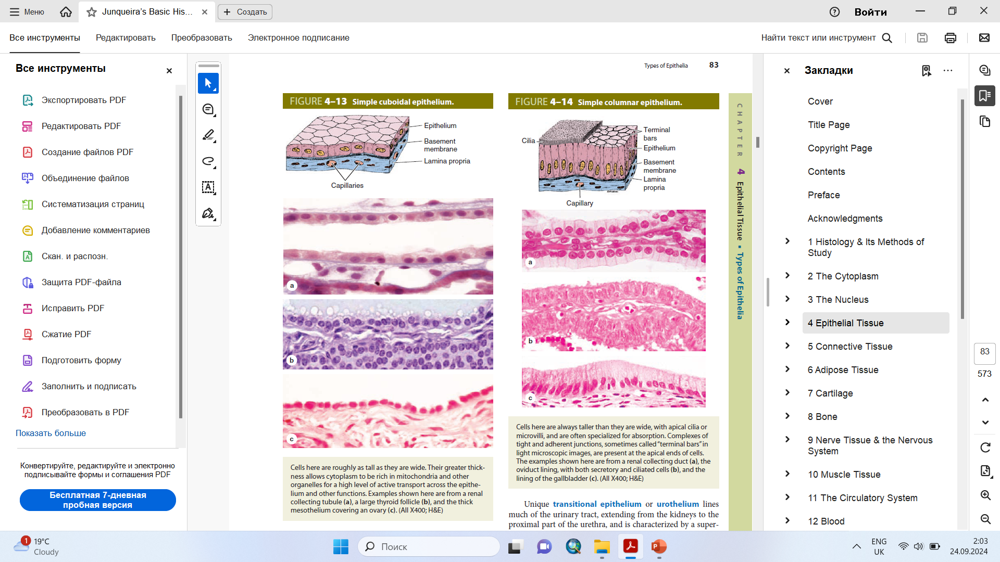 Меню
Junqueira’s Basic His...
Создать
Войти
Все инструменты
Редактировать
Преобразовать
Электронное подписание
Найти текст или инструмент
Все инструменты
Экспортировать PDF
Редактировать PDF
Создание файлов PDF
Объединение файлов
Систематизация страниц
Добавление комментариев
Скан. и распозн.
Защита PDF-файла
Исправить PDF
Сжатие PDF
Подготовить форму
Заполнить и подписать
Преобразовать в PDF
Показать больше
Конвертируйте, редактируйте и электронно
подписывайте формы и соглашения PDF
Бесплатная 7-дневная
пробная версия
Types of Epithelia 83
FIGURE 4–13 Simple cuboidal epithelium.
Epithelium
Basement
membrane
Lamina propria
Capillaries
a
b
c
Cells here are roughly as tall as they are wide. Their greater thick-
ness allows cytoplasm to be rich in mitochondria and other
organelles for a high level of active transport across the epithe-
lium and other functions. Examples shown here are from a renal
collecting tubule (a), a large thyroid follicle (b), and the thick
mesothelium covering an ovary (c). (All X400; H&E)
FIGURE 4–14 Simple columnar epithelium.
Cilia
Terminal
bars
Epithelium
Basement
membrane
Lamina
propria
Capillary
a
b
c
Cells here are always taller than they are wide, with apical cilia or
microvilli, and are often specialized for absorption. Complexes of
tight and adherent junctions, sometimes called “terminal bars” in
light microscopic images, are present at the apical ends of cells.
The examples shown here are from a renal collecting duct (a), the
oviduct lining, with both secretory and ciliated cells (b), and the
lining of the gallbladder (c). (All X400; H&E)
Unique transitional epithelium or urothelium lines
much of the urinary tract, extending from the kidneys to the
proximal part of the urethra, and is characterized by a super-
CHAPTER 4 Epithelial Tissue ▪ Types of Epithelia
Закладки
Cover
Title Page
Copyright Page
Contents
Preface
Acknowledgments
1 Histology & Its Methods of
Study
2 The Cytoplasm
3 The Nucleus
4 Epithelial Tissue
5 Connective Tissue
6 Adipose Tissue
7 Cartilage
8 Bone
9 Nerve Tissue & the Nervous
System
10 Muscle Tissue
11 The Circulatory System
12 Blood
83
573
1
19°C
Cloudy
Поиск
ENG
UK
2:03
24.09.2024